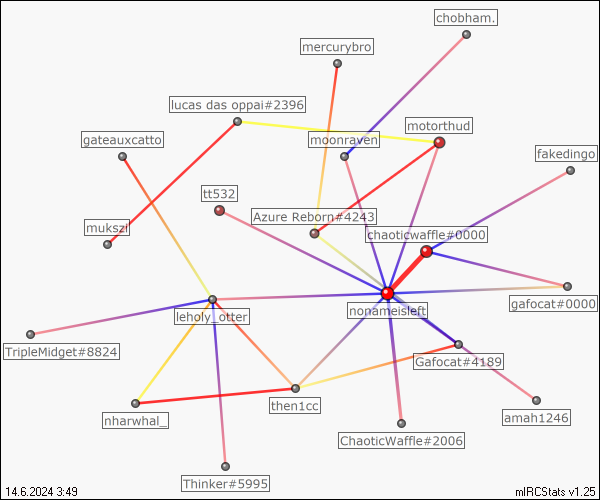 chobham.
mercurybro
lucas das oppai#2396
motorthud
gateauxcatto
moonraven
fakedingo
tt532
Azure Reborn#4243
mukszi
chaoticwaffle#0000
gafocat#0000
nonameisleft
leholy_otter
TripleMidget#8824
Gafocat#4189
then1cc
nharwhal_
amah1246
ChaoticWaffle#2006
Thinker#5995
14.6.2024 3:49
mIRCStats v1.25